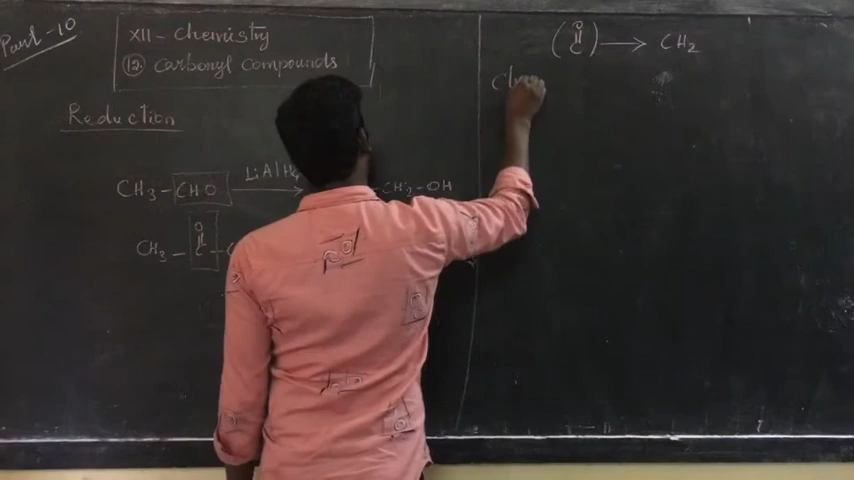 Part-10
XII - Chemistry
12 Carbonyl Compounds.
Reduction
CH3 - CHO LiAlH4 → CH2 - OH
O
||
CH3 - C -
O
||
( C ) → CH2